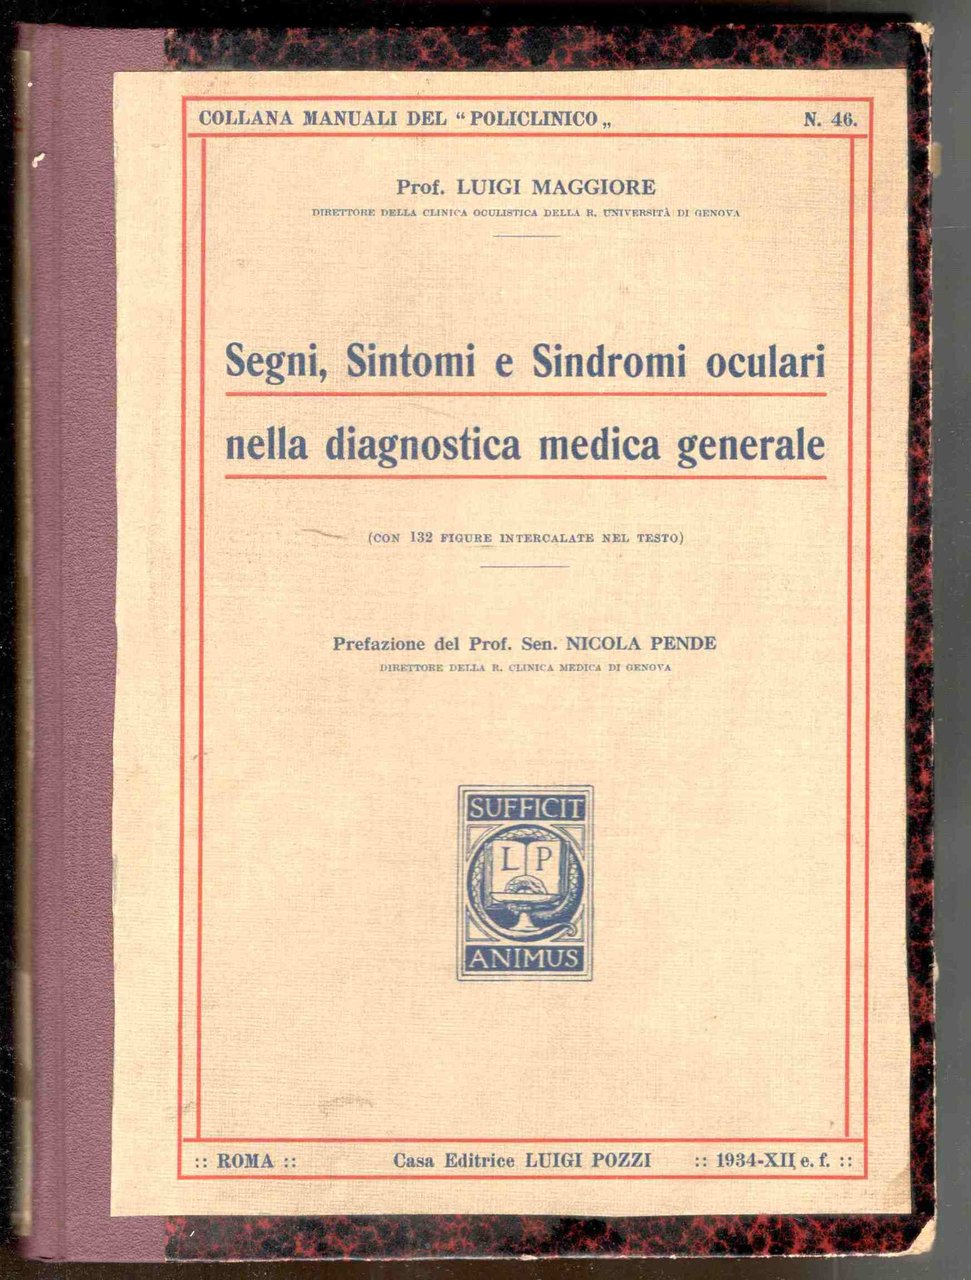 COLLANA MANUALI DEL “ POLICLINICO „ N. 46.
Prof. LUIGI MAGGIORE
DIRETTORE DELLA CLINICA OCULISTICA DELLA R. UNIVERSITÀ DI GENOVA
Segni, Sintomi e Sindromi oculari
nella diagnostica medica generale
(CON 132 FIGURE INTERCALATE NEL TESTO)
Prefazione del Prof. Sen. NICOLA PENDE
DIRETTORE DELLA R. CLINICA MEDICA DI GENOVA
SUFFICIT
L P
ANIMUS
:: ROMA :: Casa Editrice LUIGI POZZI :: 1934-XII e. f. ::